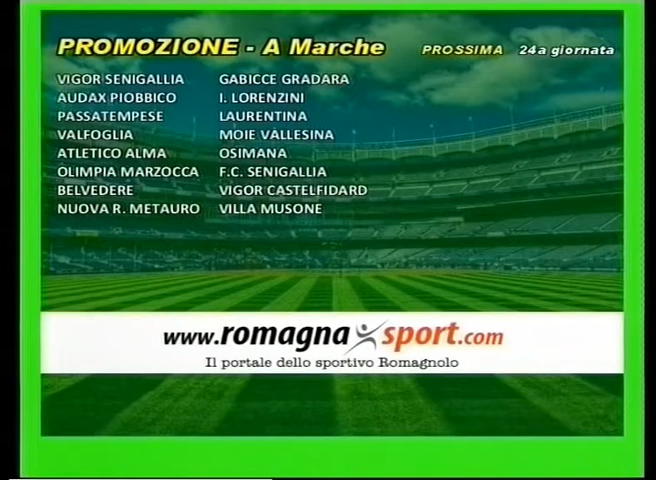 PROMOZIONE - A Marche PROSSIMA 24a giornata
VIGOR SENIGALLIA GABICCE GRADARA
AUDAX PIOBBICO I. LORENZINI
PASSATEMPESE LAURENTINA
VALFOGLIA MOIE VALLESINA
ATLETICO ALMA OSIMANA
OLIMPIA MARZOCCA F.C. SENIGALLIA
BELVEDERE VIGOR CASTELFIDARD
NUOVA R. METAURO VILLA MUSONE
www.romagnasport.com
Il portale dello sportivo Romagnolo